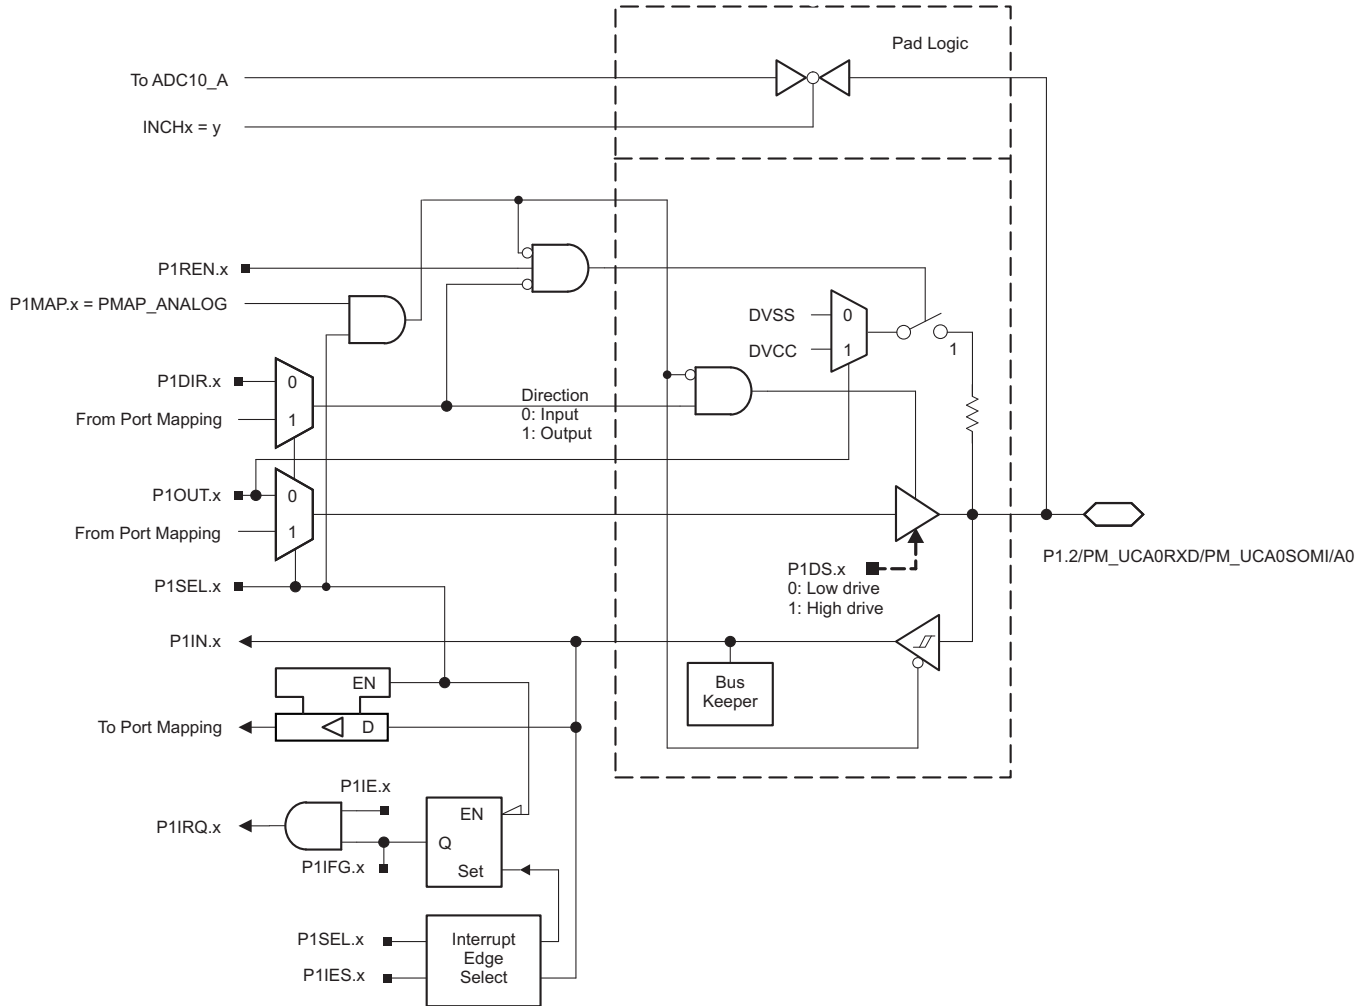 Pad Logic
To ADC10_A
INCHx = y
P1REN.x
P1MAP.x = PMAP_ANALOG
DVSS
0
DVCC
1
1
P1DIR.x
0
Direction
0: Input
1: Output
From Port Mapping
1
P1OUT.x
0
From Port Mapping
1
P1.2/PM_UCA0RXD/PM_UCA0SOMI/A0
P1DS.x
0: Low drive
1: High drive
P1SEL.x
P1IN.x
EN
Bus
Keeper
To Port Mapping
D
P1IE.x
EN
P1IRQ.x
Q
P1IFG.x
Set
P1SEL.x
Interrupt
Edge
Select
P1IES.x